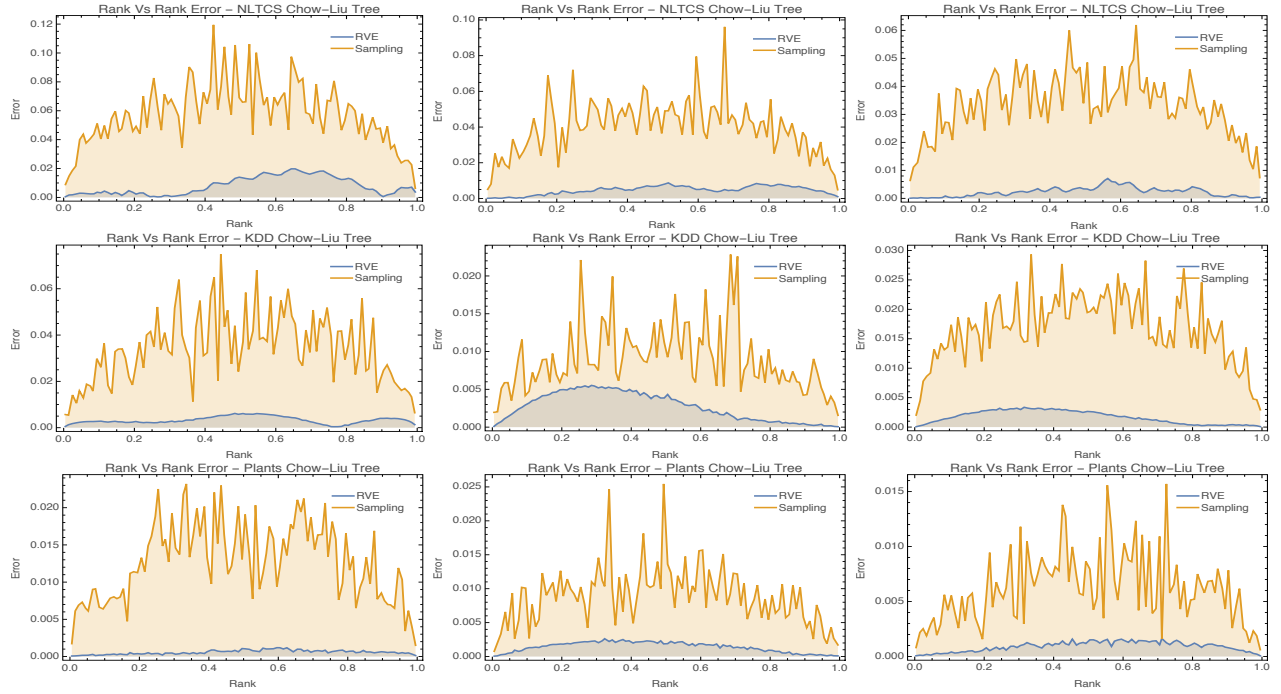 Rank Vs Rank Error – NLTCS Chow–Liu Tree
Error
0.12
0.10
0.08
0.06
0.04
0.02
0.00
RVE
Sampling
0.0 0.2 0.4 0.6 0.8 1.0
Rank
Rank Vs Rank Error – NLTCS Chow–Liu Tree
Error
0.10
0.08
0.06
0.04
0.02
0.00
RVE
Sampling
0.0 0.2 0.4 0.6 0.8 1.0
Rank
Rank Vs Rank Error – NLTCS Chow–Liu Tree
Error
0.06
0.05
0.04
0.03
0.02
0.01
0.00
RVE
Sampling
0.0 0.2 0.4 0.6 0.8 1.0
Rank
Rank Vs Rank Error – KDD Chow–Liu Tree
Error
0.06
0.04
0.02
0.00
RVE
Sampling
0.0 0.2 0.4 0.6 0.8 1.0
Rank
Rank Vs Rank Error – KDD Chow–Liu Tree
Error
0.020
0.015
0.010
0.005
0.000
RVE
Sampling
0.0 0.2 0.4 0.6 0.8 1.0
Rank
Rank Vs Rank Error – KDD Chow–Liu Tree
Error
0.030
0.025
0.020
0.015
0.010
0.005
0.000
RVE
Sampling
0.0 0.2 0.4 0.6 0.8 1.0
Rank
Rank Vs Rank Error – Plants Chow–Liu Tree
Error
0.020
0.015
0.010
0.005
0.000
RVE
Sampling
0.0 0.2 0.4 0.6 0.8 1.0
Rank
Rank Vs Rank Error – Plants Chow–Liu Tree
Error
0.025
0.020
0.015
0.010
0.005
0.000
RVE
Sampling
0.0 0.2 0.4 0.6 0.8 1.0
Rank
Rank Vs Rank Error – Plants Chow–Liu Tree
Error
0.015
0.010
0.005
0.000
RVE
Sampling
0.0 0.2 0.4 0.6 0.8 1.0
Rank